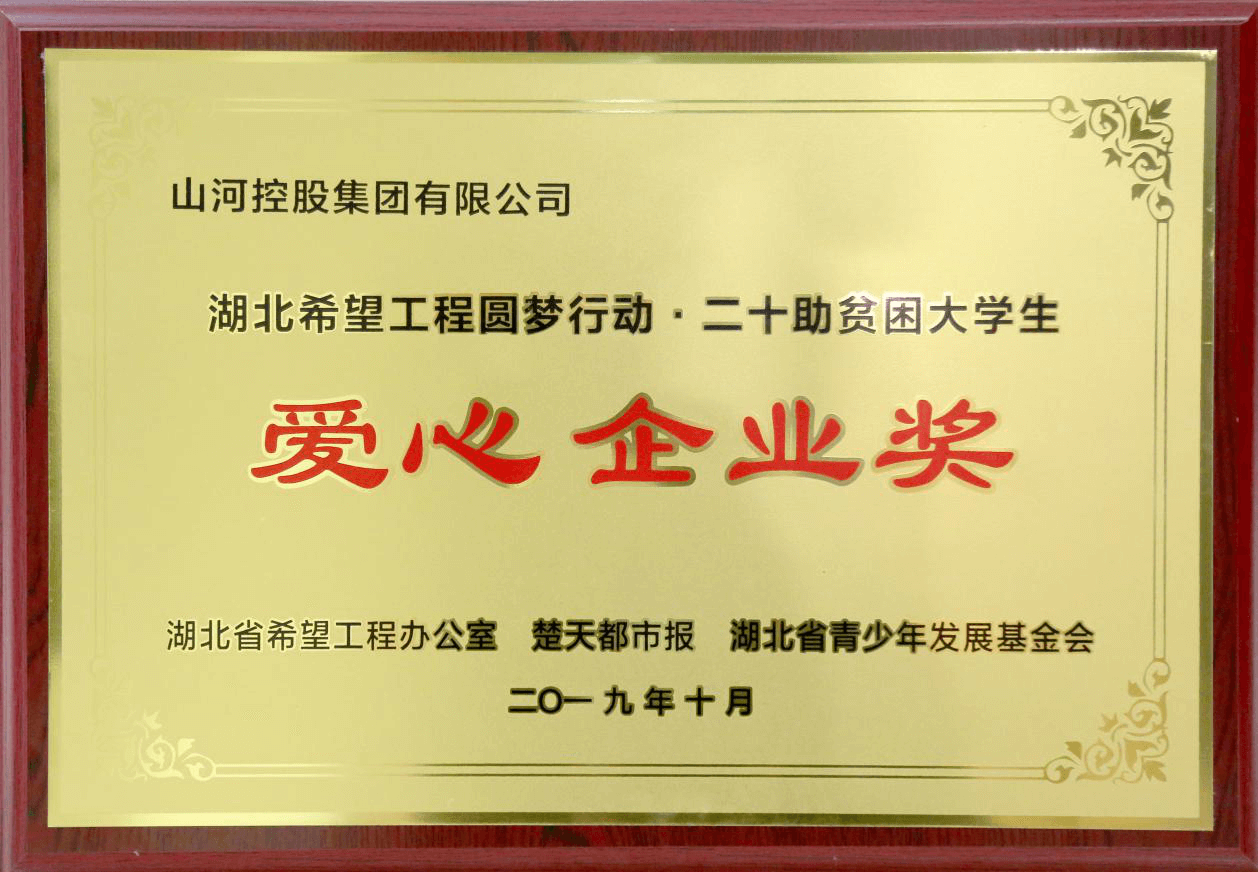 山河控股集团有限公司
湖北希望工程圆梦行动·二十助贫困大学生
爱心企业奖
湖北省希望工程办公室 楚天都市报 湖北省青少年发展基金会
二〇一九年十月